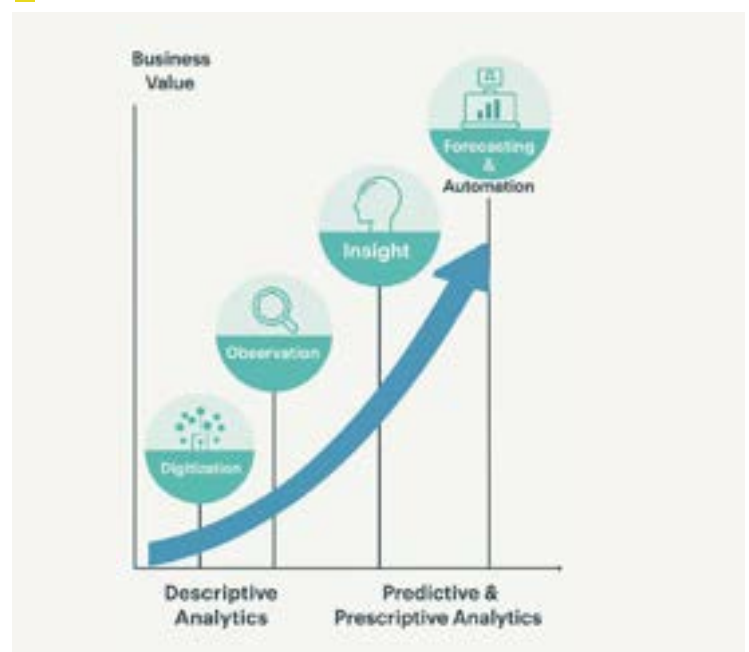 Business
Value
Forecasting
&
Automation
Insight
Observation
Digitization
Descriptive
Analytics
Predictive &
Prescriptive Analytics